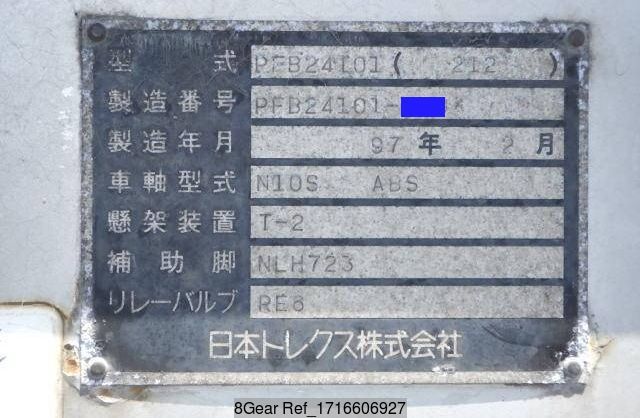 型式 PFB24101( 212 )
製造番号 PFB24101-
製造年月 97年 2月
車軸型式 N10S ABS
懸架装置 T-2
補助脚 NLH723
リレーバルブ RE6
日本トレクス株式会社
8Gear Ref_1716606927